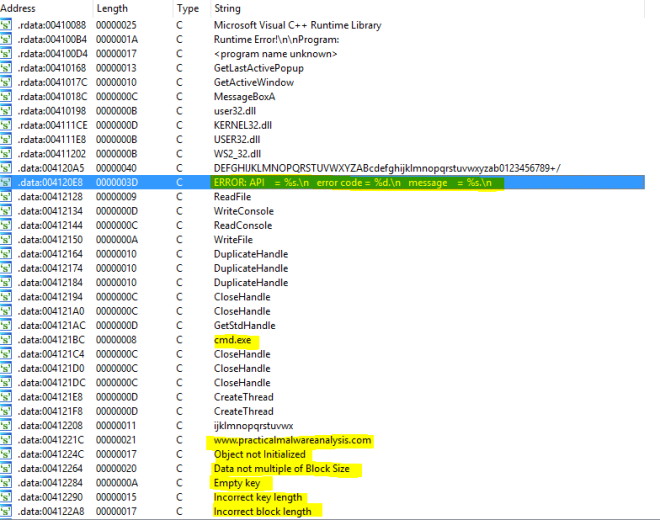 Address Length Type String
.rdata:00410088 00000025 C Microsoft Visual C++ Runtime Library
.rdata:004100B4 0000001A C Runtime Error!\n\nProgram:
.rdata:004100D4 00000017 C <program name unknown>
.rdata:00410168 00000013 C GetLastActivePopup
.rdata:0041017C 00000010 C GetActiveWindow
.rdata:0041018C 0000000C C MessageBoxA
.rdata:00410198 0000000B C user32.dll
.rdata:004111CE 0000000D C KERNEL32.dll
.rdata:004111E8 0000000B C USER32.dll
.rdata:00411202 0000000B C WS2_32.dll
.data:004120A5 00000040 C DEFGHIJKLMNOPQRSTUVWXYZABcdefghijklmnopqrstuvwxyzab0123456789+/
.data:004120E8 0000003D C ERROR: API = %s.\n error code = %d.\n message = %s.\n
.data:00412128 00000009 C ReadFile
.data:00412134 0000000D C WriteConsole
.data:00412144 0000000C C ReadConsole
.data:00412150 0000000A C WriteFile
.data:00412164 00000010 C DuplicateHandle
.data:00412174 00000010 C DuplicateHandle
.data:00412184 00000010 C DuplicateHandle
.data:00412194 0000000C C CloseHandle
.data:004121A0 0000000C C CloseHandle
.data:004121AC 0000000D C GetStdHandle
.data:004121BC 00000008 C cmd.exe
.data:004121C4 0000000C C CloseHandle
.data:004121D0 0000000C C CloseHandle
.data:004121DC 0000000C C CloseHandle
.data:004121E8 0000000D C CreateThread
.data:004121F8 0000000D C CreateThread
.data:00412208 00000011 C ijklmnopqrstuvwx
.data:0041221C 00000021 C www.practicalmalwareanalysis.com
.data:0041224C 00000017 C Object not Initialized
.data:00412264 00000020 C Data not multiple of Block Size
.data:00412284 0000000A C Empty key
.data:00412290 00000015 C Incorrect key length
.data:004122A8 00000017 C Incorrect block length